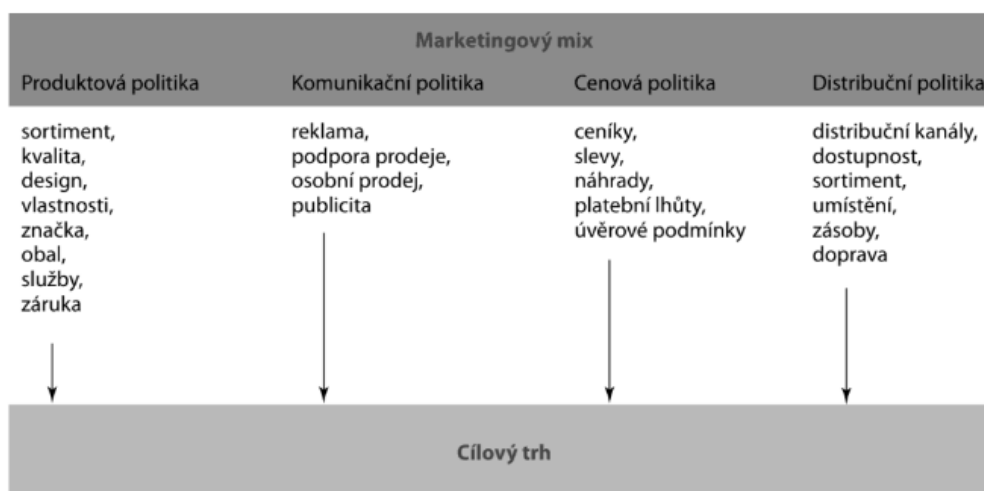 Marketingový mix
Produktová politika
Komunikační politika
Cenová politika
Distribuční politika
sortiment,
kvalita,
design,
vlastnosti,
značka,
obal,
služby,
záruka
reklama,
podpora prodeje,
osobní prodej,
publicita
ceníky,
slevy,
náhrady,
platební lhůty,
úvěrové podmínky
distribuční kanály,
dostupnost,
sortiment,
umístění,
zásoby,
doprava
Cílový trh